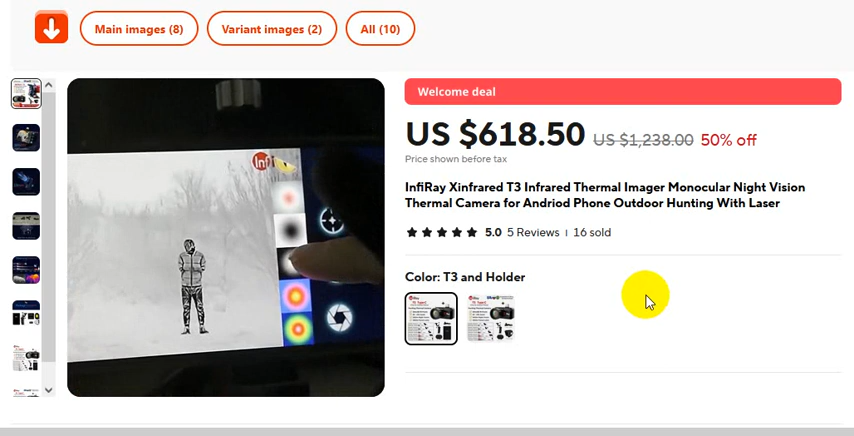 Main images (8)
Variant images (2)
All (10)
Welcome deal
US $618.50 US $1,238.00 50% off
Price shown before tax
InfiRay Xinfrared T3 Infrared Thermal Imager Monocular Night Vision
Thermal Camera for Andriod Phone Outdoor Hunting With Laser
5.0 5 Reviews 16 sold
Color: T3 and Holder